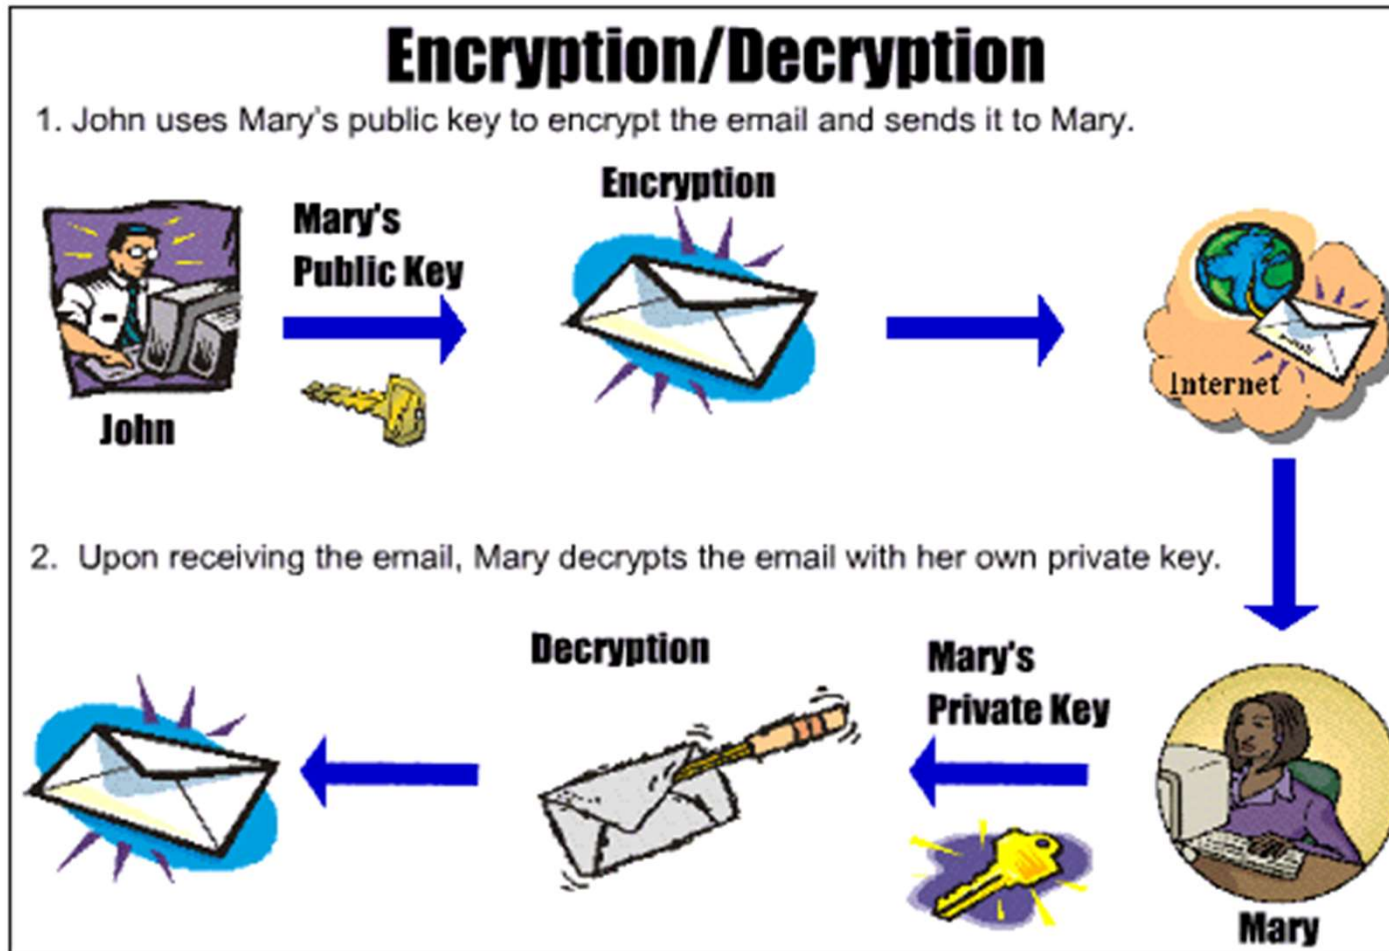 Encryption/Decryption
1. John uses Mary's public key to encrypt the email and sends it to Mary.
Encryption
Mary's
Public Key
John
Internet
2. Upon receiving the email, Mary decrypts the email with her own private key.
Decryption
Mary's
Private Key
Mary